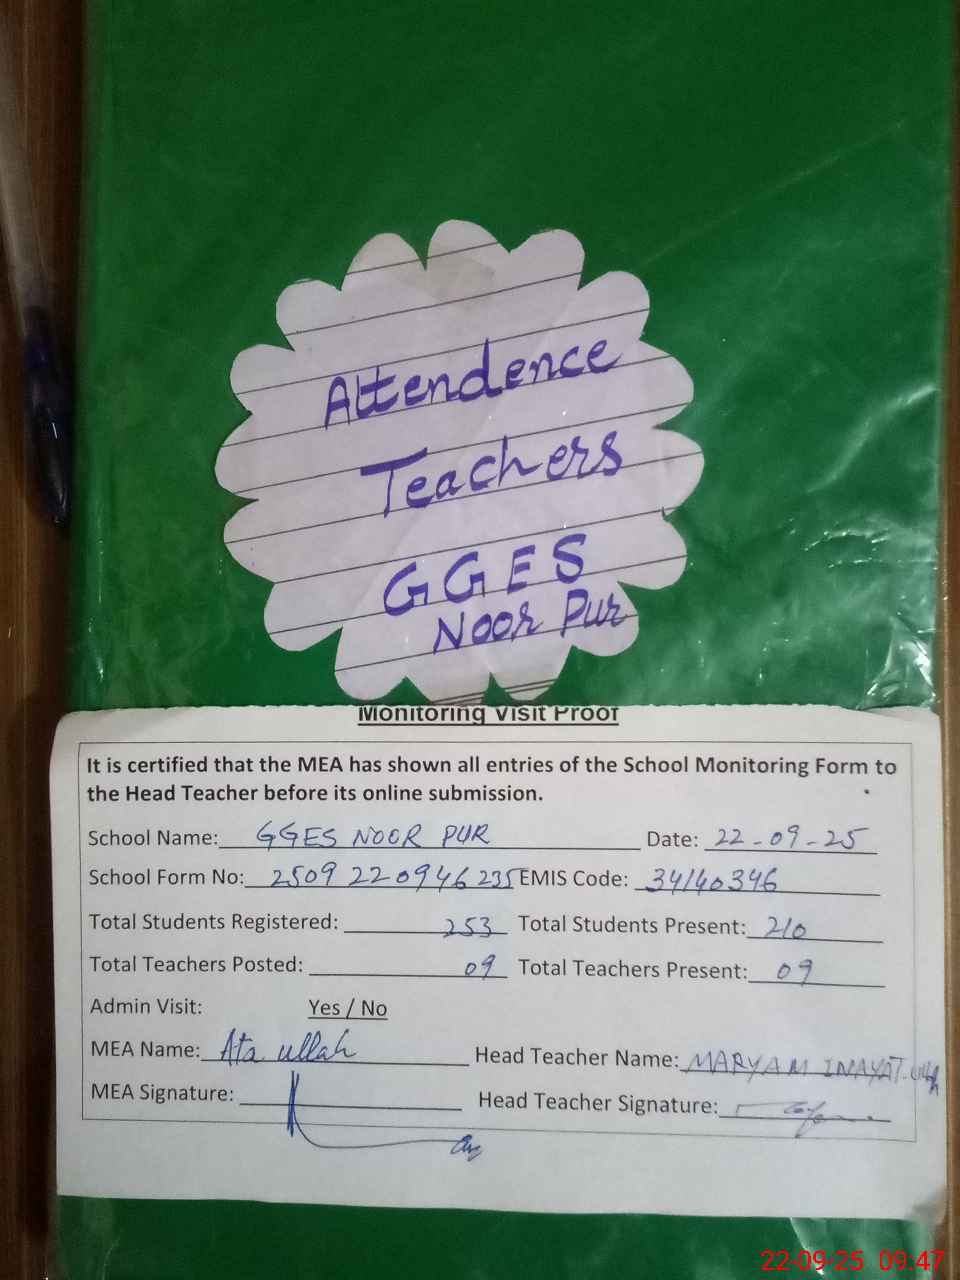 Attendence
Teachers
GGES
Noor Pur
Monitoring Visit Proof
It is certified that the MEA has shown all entries of the School Monitoring Form to
the Head Teacher before its online submission.
School Name: GGES NOOR PUR Date: 22-09-25
School Form No: 2509 220946 235 EMIS Code: 34140346
Total Students Registered: 253 Total Students Present: 210
Total Teachers Posted: 09 Total Teachers Present: 09
Admin Visit: Yes / No
MEA Name: Ata ullah Head Teacher Name: MARYAM INAYAT
MEA Signature: Head Teacher Signature:
22-09-25 09.47